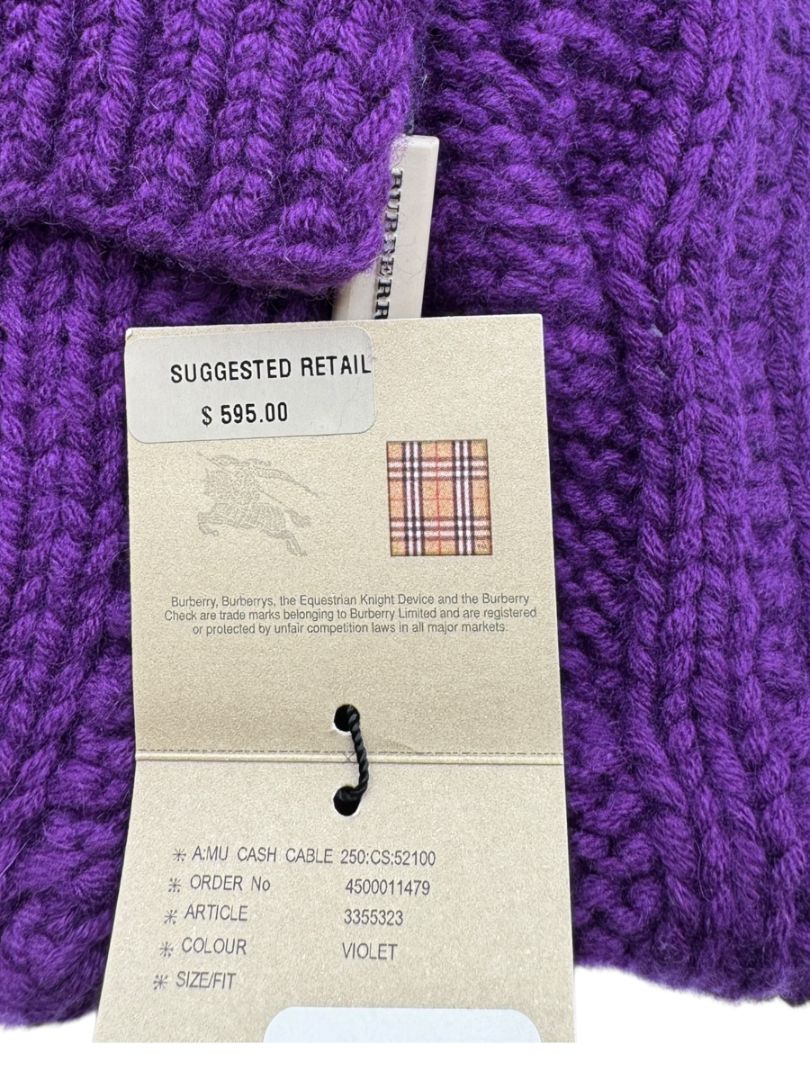 BURBERR
SUGGESTED RETAIL
$ 595.00
Burberry, Burberrys, the Equestrian Knight Device and the Burberry
Check are trade marks belonging to Burberry Limited and are registered
or protected by unfair competition laws in all major markets.
* A:MU CASH CABLE 250:CS:52100
* ORDER No 4500011479
* ARTICLE 3355323
* COLOUR VIOLET
* SIZE/FIT